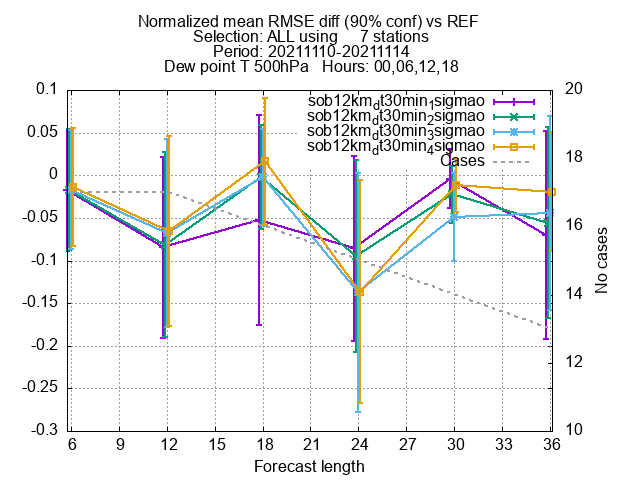 Normalized mean RMSE diff (90% conf) vs REF
Selection: ALL using 7 stations
Period: 20211110-20211114
Dew point T 500hPa Hours: 00,06,12,18
sob12km_dt30min_1sigmao
sob12km_dt30min_2sigmao
sob12km_dt30min_3sigmao
sob12km_dt30min_4sigmao
Cases
0.1
0.05
0
-0.05
-0.1
-0.15
-0.2
-0.25
-0.3
20
18
16
14
12
10
No cases
6 9 12 15 18 21 24 27 30 33 36
Forecast length